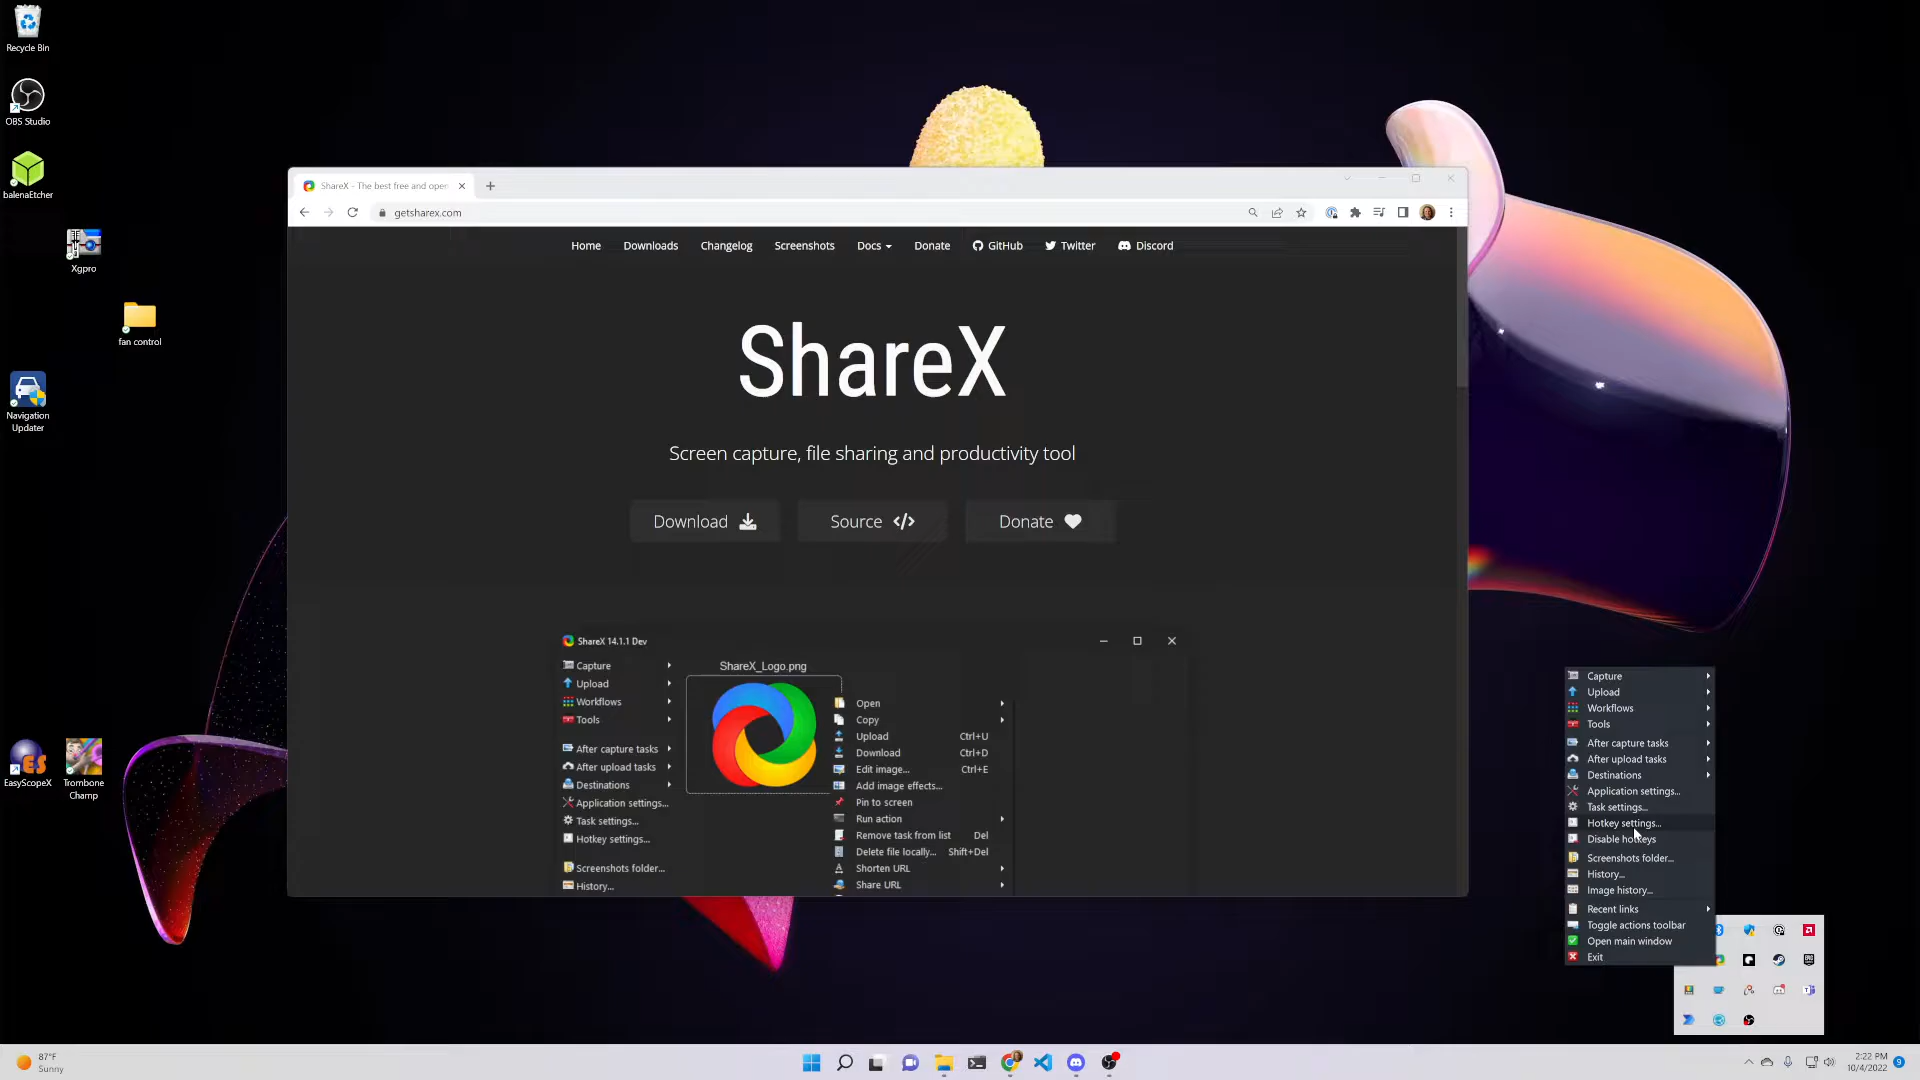 Recycle Bin
OBS Studio
balenaEtcher
Xgpro
fan control
Navigation
Updater
EasyScopeX
Trombone
Champ
ShareX - The best free and oper
getsharex.com
Home Downloads Changelog Screenshots Docs Donate GitHub Twitter Discord
ShareX
Screen capture, file sharing and productivity tool
Download Source </> Donate
ShareX 14.1.1 Dev
Capture
Upload
Workflows
Tools
After capture tasks
After upload tasks
Destinations
Application settings...
Task settings...
Hotkey settings...
Screenshots folder...
History...
ShareX_Logo.png
Open
Copy
Upload Ctrl+U
Download Ctrl+D
Edit image... Ctrl+E
Add image effects...
Pin to screen
Run action
Remove task from list Del
Delete file locally... Shift+Del
Shorten URL
Share URL
Capture
Upload
Workflows
Tools
After capture tasks
After upload tasks
Destinations
Application settings...
Task settings...
Hotkey settings...
Disable hotkeys
Screenshots folder...
History...
Image history...
Recent links
Toggle actions toolbar
Open main window
Exit
87°F
Sunny
2:22 PM
10/4/2022
9